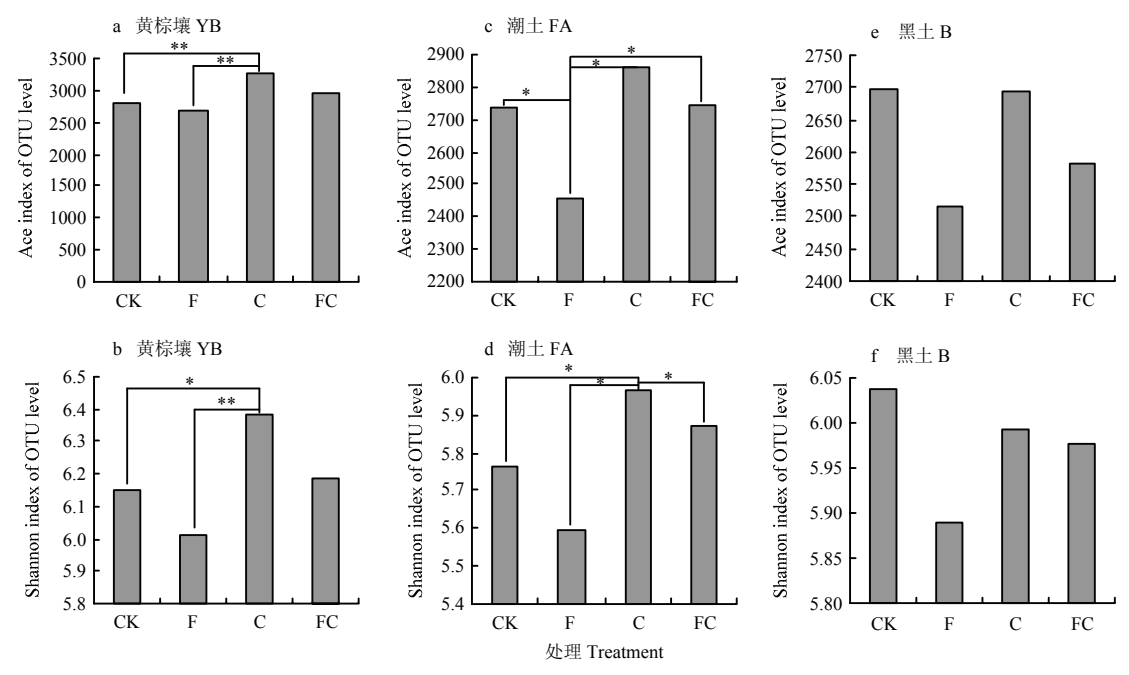 a 黄棕壤 YB
Ace index of OTU level
3500
3000
2500
2000
1500
1000
500
0
**
**
CK F C FC
c 潮土 FA
Ace index of OTU level
2900
2800
2700
2600
2500
2400
2300
2200
*
*
*
CK F C FC
e 黑土 B
Ace index of OTU level
2750
2700
2650
2600
2550
2500
2450
2400
CK F C FC
b 黄棕壤 YB
Shannon index of OTU level
6.5
6.4
6.3
6.2
6.1
6.0
5.9
5.8
*
**
CK F C FC
d 潮土 FA
Shannon index of OTU level
6.0
5.9
5.8
5.7
5.6
5.5
5.4
*
*
*
CK F C FC
f 黑土 B
Shannon index of OTU level
6.05
6.00
5.95
5.90
5.85
5.80
CK F C FC
处理 Treatment